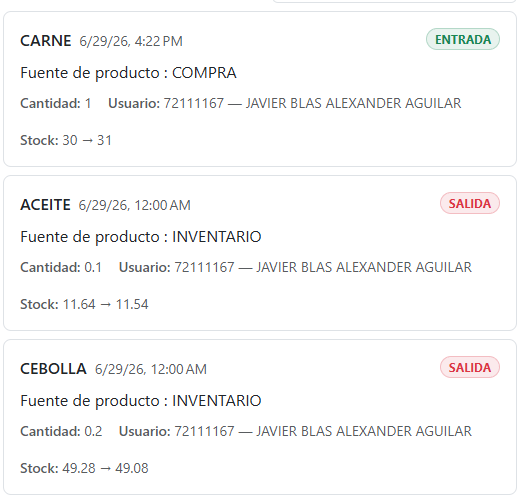 CARNE 6/29/26, 4:22 PM ENTRADA
Fuente de producto : COMPRA
Cantidad: 1 Usuario: 72111167 — JAVIER BLAS ALEXANDER AGUILAR
Stock: 30 → 31
ACEITE 6/29/26, 12:00 AM SALIDA
Fuente de producto : INVENTARIO
Cantidad: 0.1 Usuario: 72111167 — JAVIER BLAS ALEXANDER AGUILAR
Stock: 11.64 → 11.54
CEBOLLA 6/29/26, 12:00 AM SALIDA
Fuente de producto : INVENTARIO
Cantidad: 0.2 Usuario: 72111167 — JAVIER BLAS ALEXANDER AGUILAR
Stock: 49.28 → 49.08